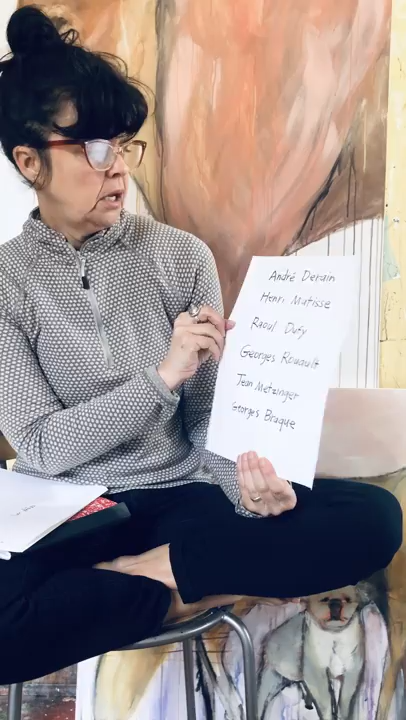 André Derain
Henri Matisse
Raoul Dufy
Georges Rouault
Jean Metzinger
Georges Braque